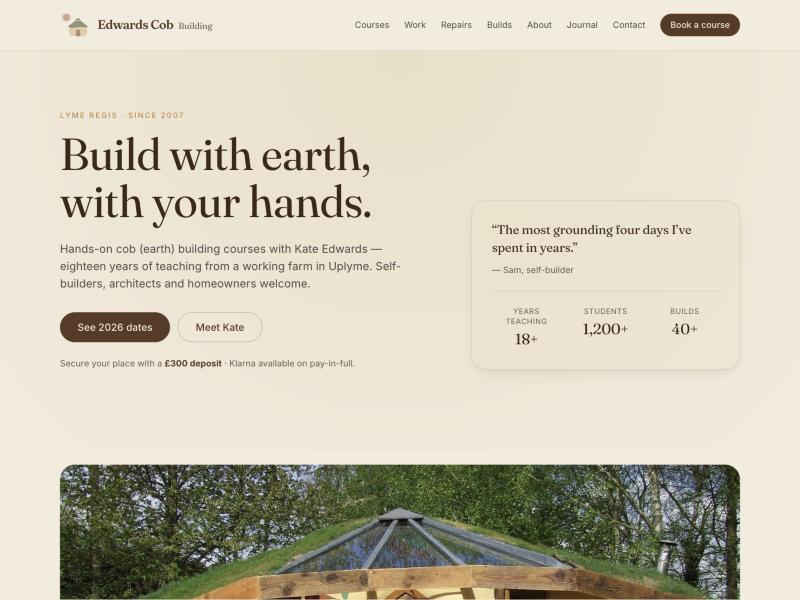 Edwards Cob Building
Courses Work Repairs Builds About Journal Contact Book a course
LYME REGIS · SINCE 2007
Build with earth,
with your hands.
Hands-on cob (earth) building courses with Kate Edwards —
eighteen years of teaching from a working farm in Uplyme. Self-
builders, architects and homeowners welcome.
See 2026 dates Meet Kate
Secure your place with a £300 deposit · Klarna available on pay-in-full.
“The most grounding four days I’ve
spent in years.”
— Sam, self-builder
YEARS
TEACHING
18+
STUDENTS
1,200+
BUILDS
40+